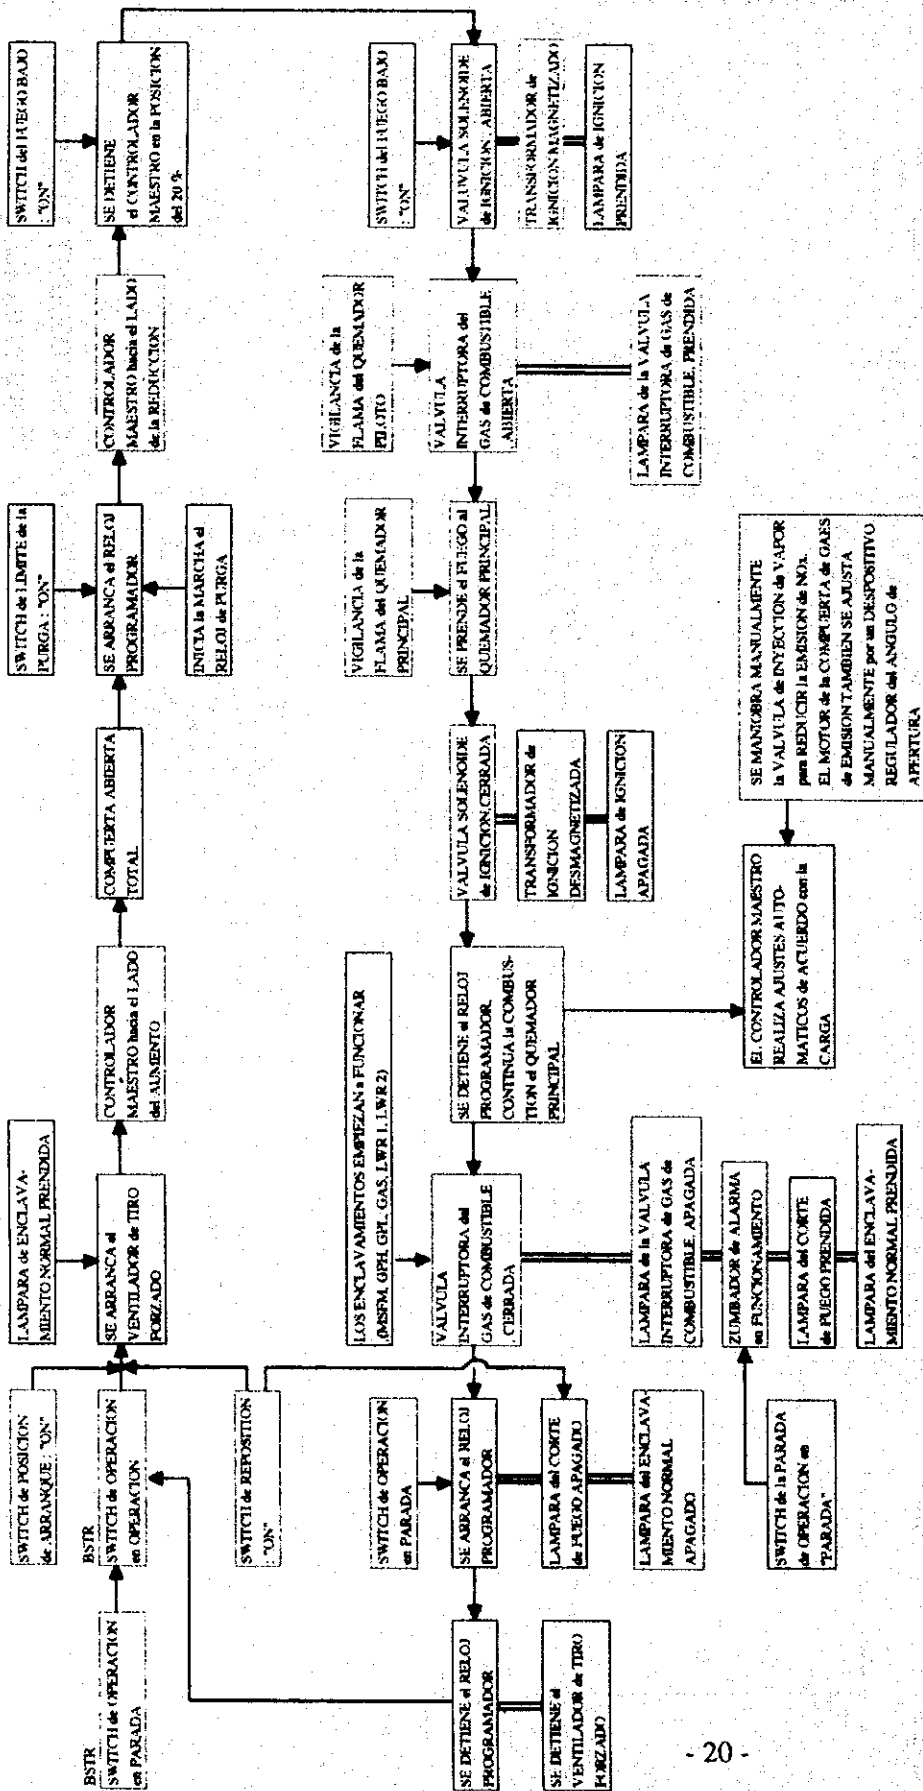 BSTR
SWITCH de OPERACION
en PARADA
BSTR
SWITCH de OPERACION
en OPERACION
SWITCH de POSICION
de ARRANQUE : "ON"
SWITCH de REPOSITION
: "ON"
LAMPARA de ENCLAVA-
MIENTO NORMAL PRENDIDA
SE ARRANCA el
VENTILADOR de TIRO
FORZADO
CONTROLADOR
MAESTRO hacia el LADO
del AUMENTO
COMPUERTA ABIERTA
TOTAL
SWITCH de LIMITE de la
PURGA : "ON"
SE ARRANCA el RELOJ
PROGRAMADOR
INICIA la MARCHA el
RELOJ de PURGA
CONTROLADOR
MAESTRO hacia el LADO
de la REDUCCION
SWITCH del FUEGO BAJO
: "ON"
SE DETIENE
el CONTROLADOR
MAESTRO en la POSICION
del 20 %
SWITCH del FUEGO BAJO
: "ON"
VALUVULA SOLENOIDE
de IGNICION : ABIERTA
TRANSFORMADOR de
IGNICION MAGNETIZADO
LAMPARA de IGNICION
PRENDIDA
VIGILANCIA de la
FLAMA del QUEMADOR
PILOTO
VALVULA
INTERRUPTORA del
GAS de COMBUSTIBLE
: ABIERTA
LAMPARA de la VALVULA
INTERRUPTORA de GAS de
COMBUSTIBLE, PRENDIDA
VIGILANCIA de la
FLAMA del QUEMADOR
PRINCIPAL
SE PRENDE el FUEGO al
QUEMADOR PRINCIPAL
VALVULA SOLENOIDE
de IGNICION, CERRADA
TRANSFORMADOR de
IGNICION
DESMAGNETIZADA
LAMPARA de IGNICION
APAGADA
SE DETIENE el RELOJ
PROGRAMADOR.
CONTINUA la COMBUS-
TION el QUEMADOR
PRINCIPAL
EL CONTROLADOR MAESTRO
REALIZA AJUSTES AUTO-
MATICOS de ACUERDO con la
CARGA
SE MANIOBRA MANUALMENTE
la VALVULA de INYECCION de VAPOR
para REDUCIR la EMISION de NOx.
EL MOTOR de la COMPUERTA de GAES
de EMISION TAMBIEN SE AJUSTA
MANUALMENTE por un DESPOSITIVO
REGULADOR del ANGULO de
APERTURA
LOS ENCLAVAMIENTOS EMPIEZAN a FUNCIONAR
(MSFM, GPH, GPL, GAS, LWR 1, LWR 2)
VALVULA
INTERRUPTORA del
GAS de COMBUSTIBLE
: CERRADA
LAMPARA de la VALVULA
INTERRUPTORA de GAS de
COMBUSTIBLE, APAGADA
ZUMBADOR de ALARMA
en FUNCIONAMIENTO
LAMPARA del CORTE
de FUEGO PRENDIDA
LAMPARA del ENCLAVA-
MIENTO NORMAL PRENDIDA
SWITCH de OPERACION
en PARADA
SE ARRANCA el RELOJ
PROGRAMADOR
LAMPARA del CORTE
de FUEGO APAGADO
LAMPARA del ENCLAVA-
MIENTO NORMAL
APAGADO
SWITCH de la PARADA
de OPERACION en
"PARADA"
SE DETIENE el RELOJ
PROGRAMADOR
SE DETIENE el
VENTILADOR de TIRO
FORZADO
- 20 -